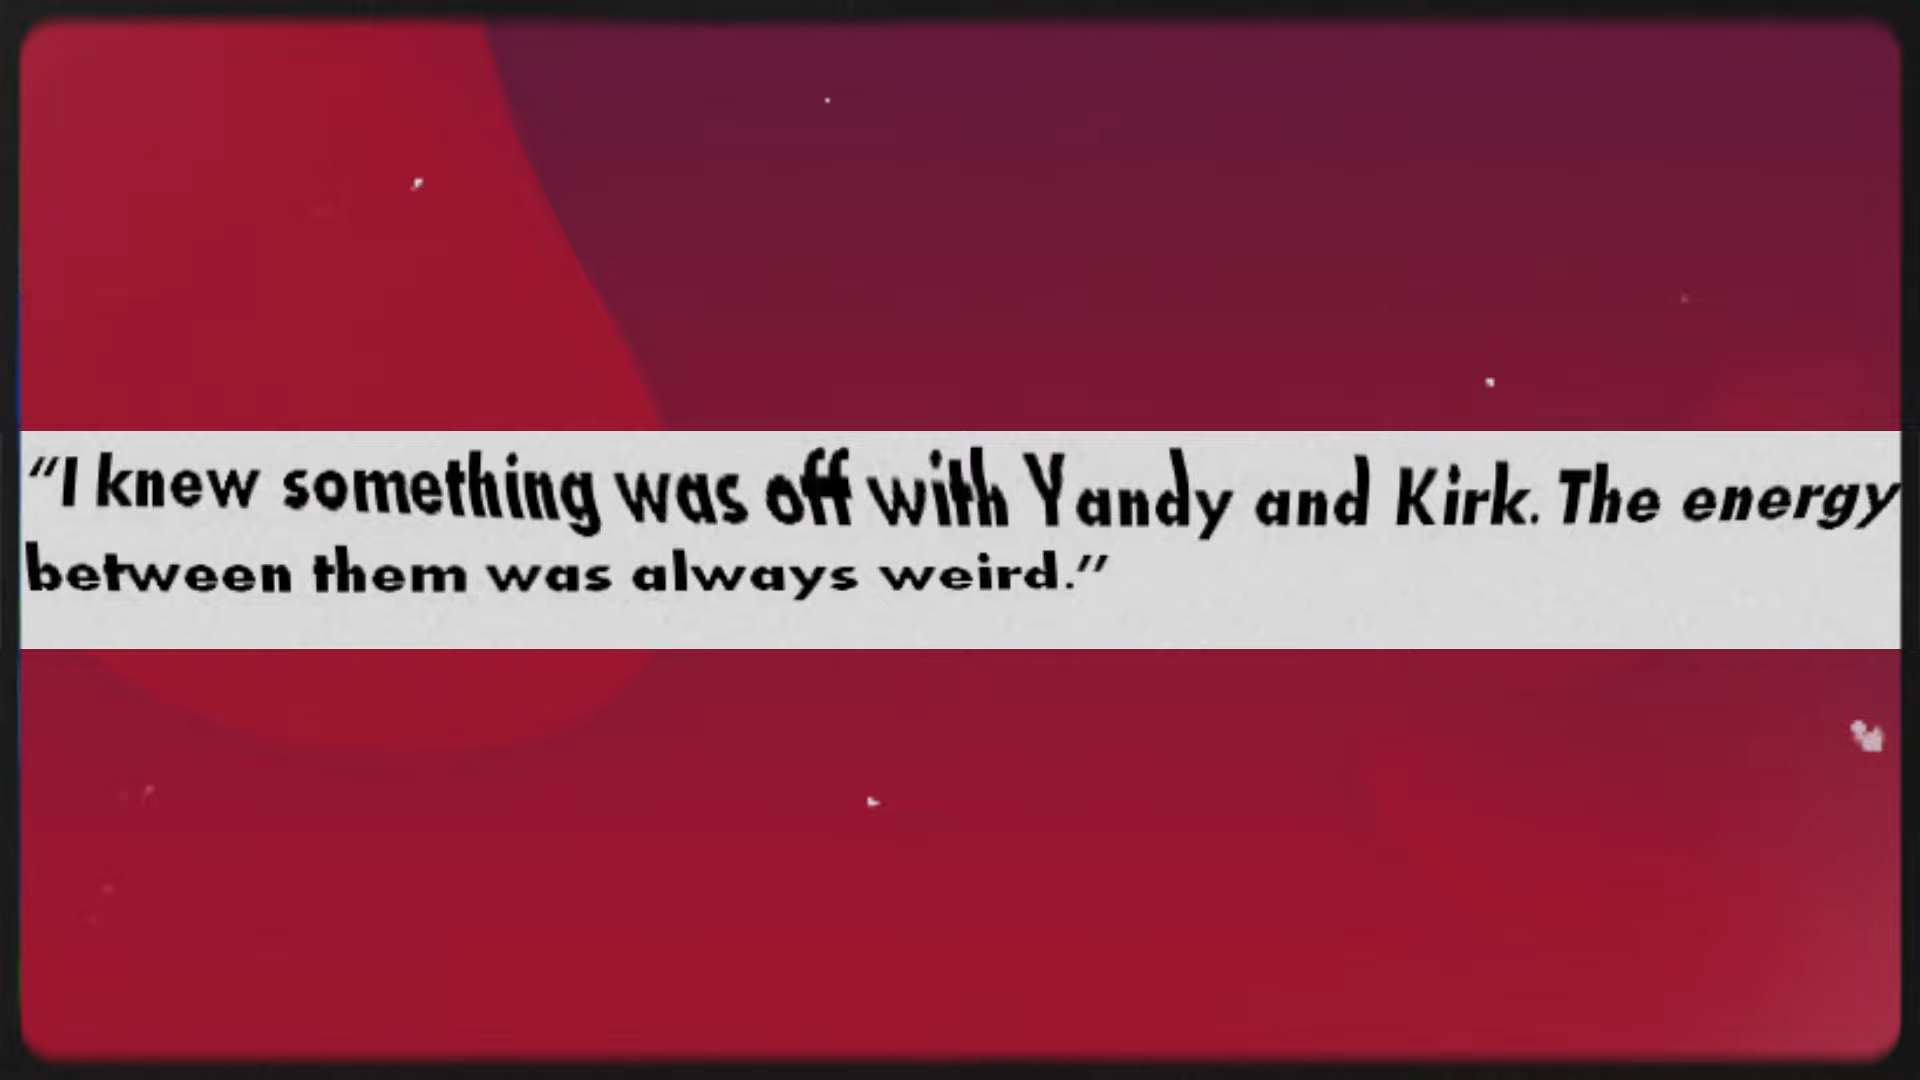 “I knew something was off with Yandy and Kirk. The energy
between them was always weird.”